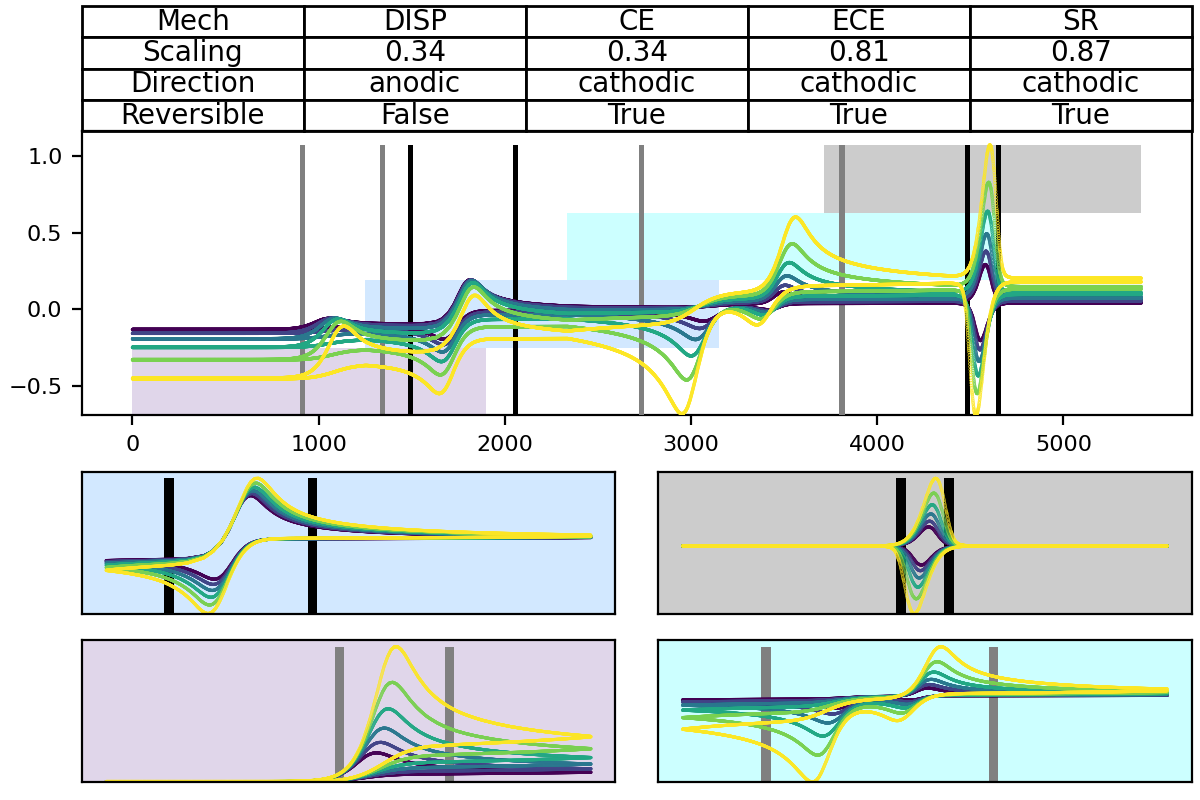 Mech DISP CE ECE SR
Scaling 0.34 0.34 0.81 0.87
Direction anodic cathodic cathodic cathodic
Reversible False True True True
1.0
0.5
0.0
−0.5
0 1000 2000 3000 4000 5000